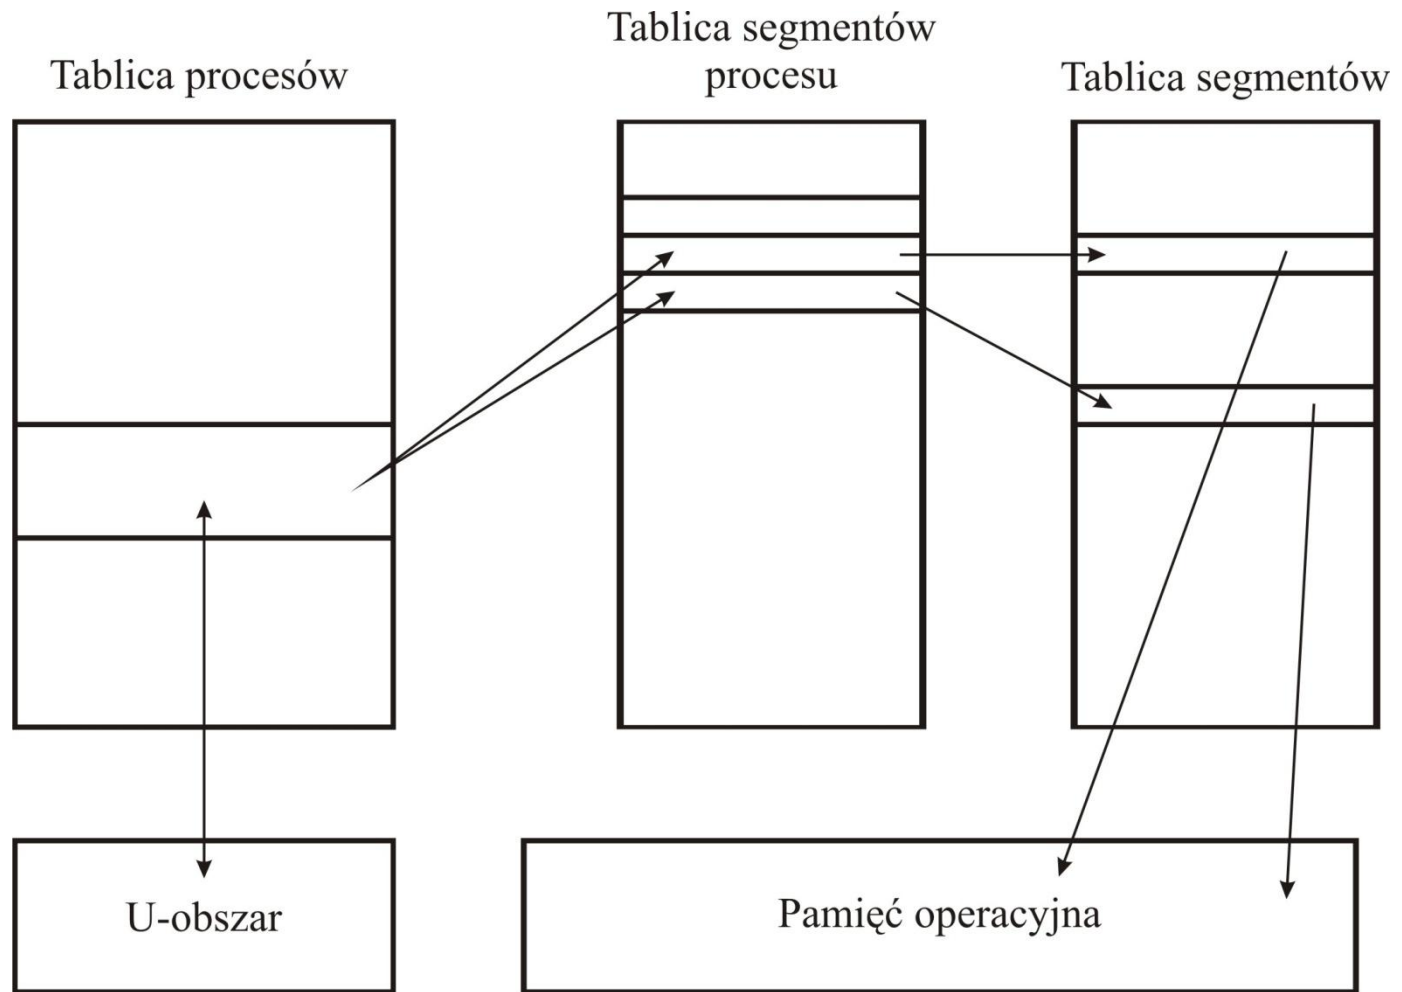 Tablica procesów
Tablica segmentów
procesu
Tablica segmentów
U-obszar
Pamięć operacyjna